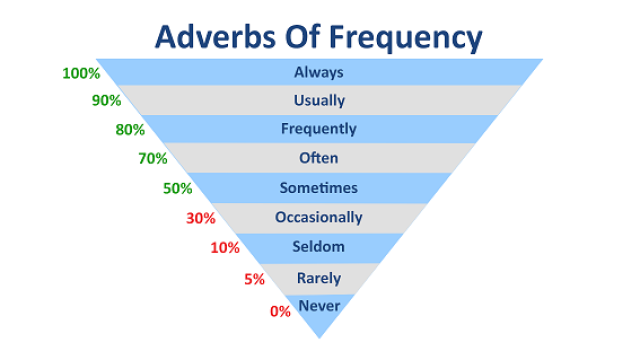 Adverbs Of Frequency
100% Always
90% Usually
80% Frequently
70% Often
50% Sometimes
30% Occasionally
10% Seldom
5% Rarely
0% Never